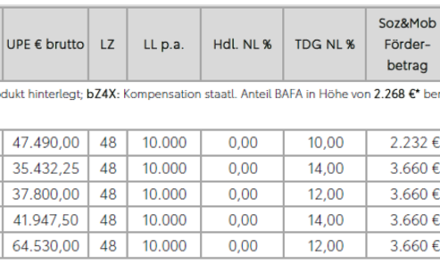 UPE € brutto LZ LL p.a. Hdl. NL % TDG NL % Soz&Mob Förder-betrag
dukt hinterlegt; bZ4X: Kompensation staatl. Anteil BAFA in Höhe von 2.268 €* ber
47.490,00 48 10.000 0,00 10,00 2.232 €
35.432,25 48 10.000 0,00 14,00 3.660 €
37.800,00 48 10.000 0,00 12,00 3.660 €
41.947,50 48 10.000 0,00 14,00 3.660 €
64.530,00 48 10.000 0,00 12,00 3.660 €